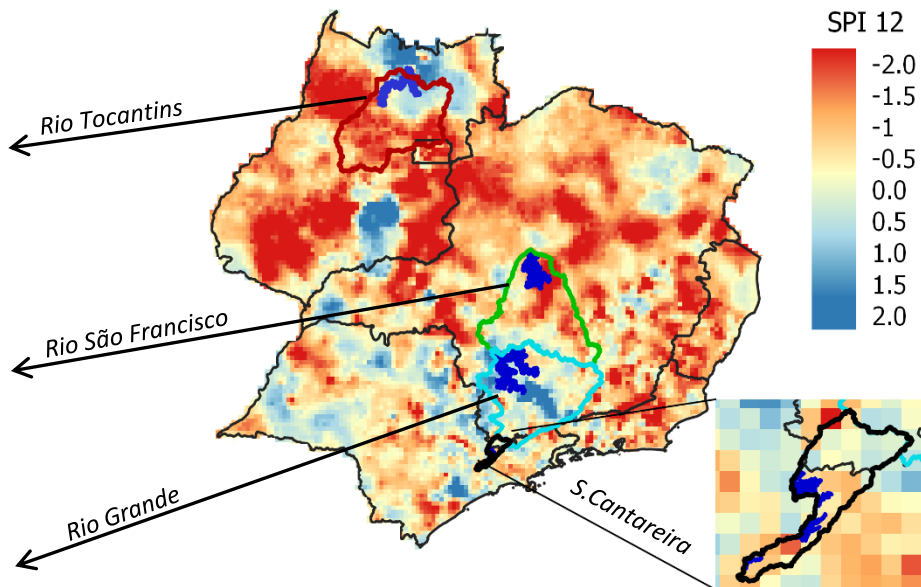 SPI 12
-2.0
-1.5
-1
-0.5
0.0
0.5
1.0
1.5
2.0
Rio Tocantins
Rio São Francisco
Rio Grande
S.Cantareira